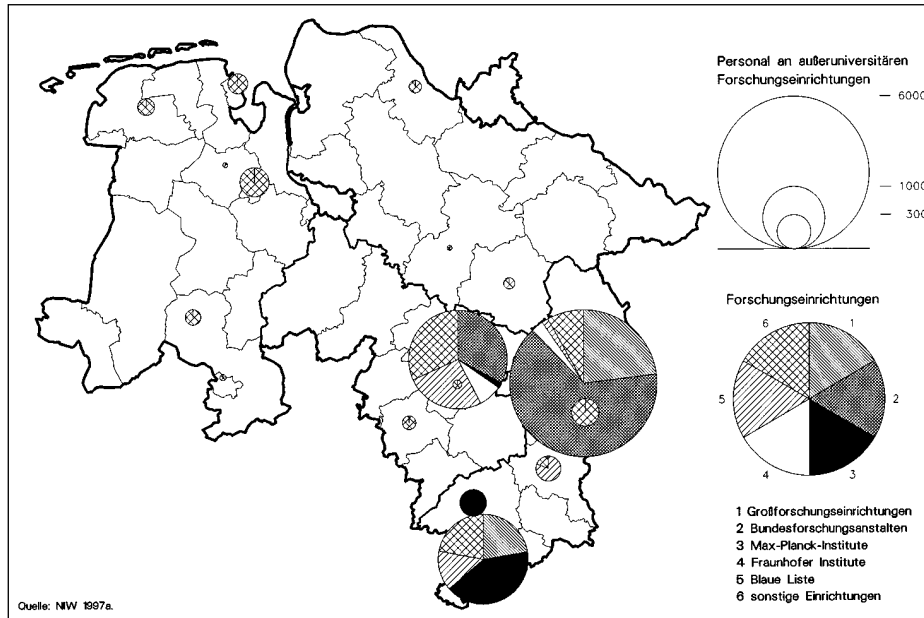 Personal an außeruniversitären
Forschungseinrichtungen
6000
1000
300
Forschungseinrichtungen
6
1
5
2
4
3
1 Großforschungseinrichtungen
2 Bundesforschungsanstalten
3 Max-Planck-Institute
4 Fraunhofer Institute
5 Blaue Liste
6 sonstige Einrichtungen
Quelle: NIW 1997a.